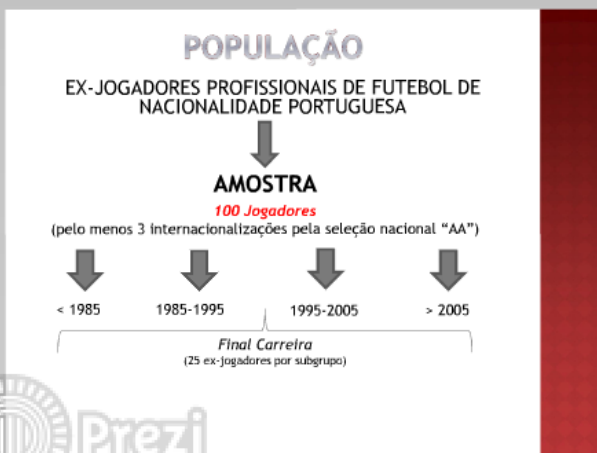 POPULAÇÃO
EX-JOGADORES PROFISSIONAIS DE FUTEBOL DE
NACIONALIDADE PORTUGUESA
AMOSTRA
100 Jogadores
(pelo menos 3 internacionalizações pela seleção nacional “AA”)
< 1985 1985-1995 1995-2005 > 2005
Final Carreira
(25 ex-jogadores por subgrupo)
Prezi